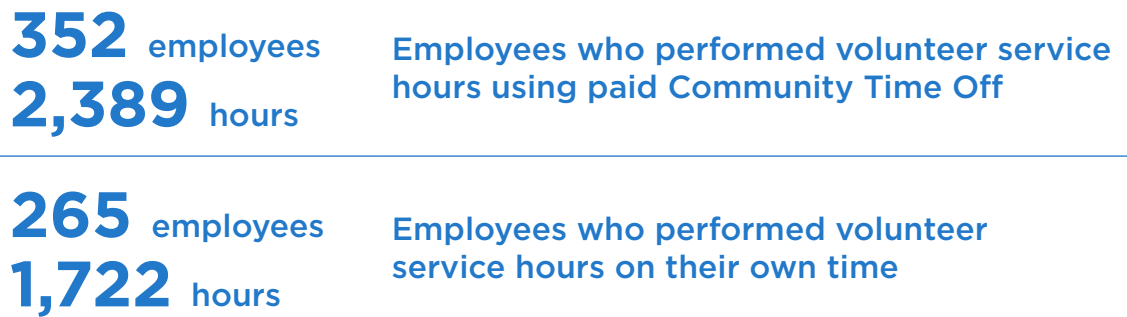 352 employees
2,389 hours
Employees who performed volunteer service
hours using paid Community Time Off
265 employees
1,722 hours
Employees who performed volunteer
service hours on their own time